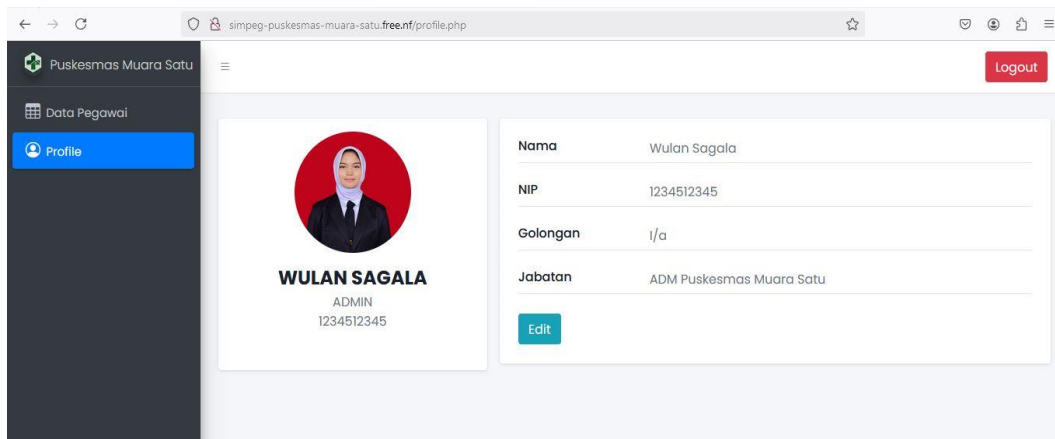 simpeg-puskesmas-muara-satu.free.nf/profile.php
Puskesmas Muara Satu
Logout
Data Pegawai
Profile
WULAN SAGALA
ADMIN
1234512345
Nama Wulan Sagala
NIP 1234512345
Golongan I/a
Jabatan ADM Puskesmas Muara Satu
Edit